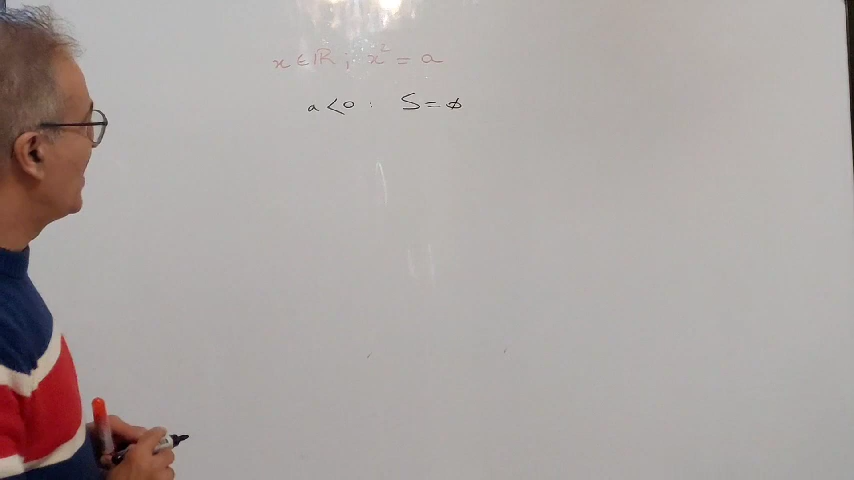 x ∈ ℝ ; x² = a
a < 0 : S = ∅